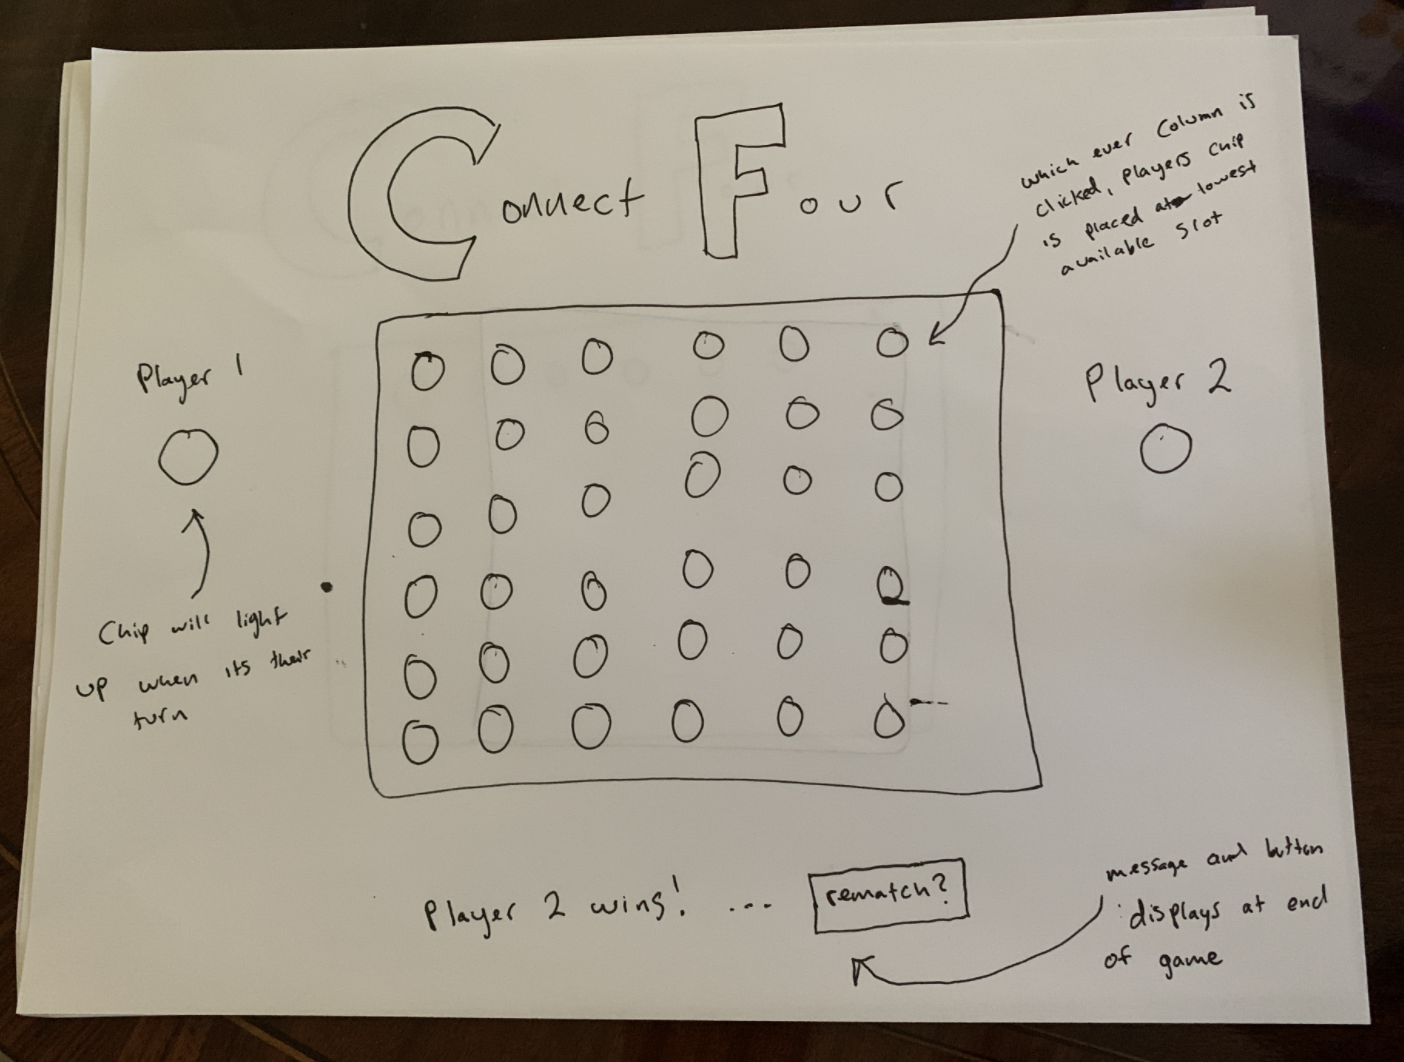 Connect Four
which ever column is
clicked, players chip
is placed at lowest
available slot
Player 1
Player 2
Chip will light
up when its their
turn
Player 2 wins! ...
rematch?
message and button
displays at end
of game